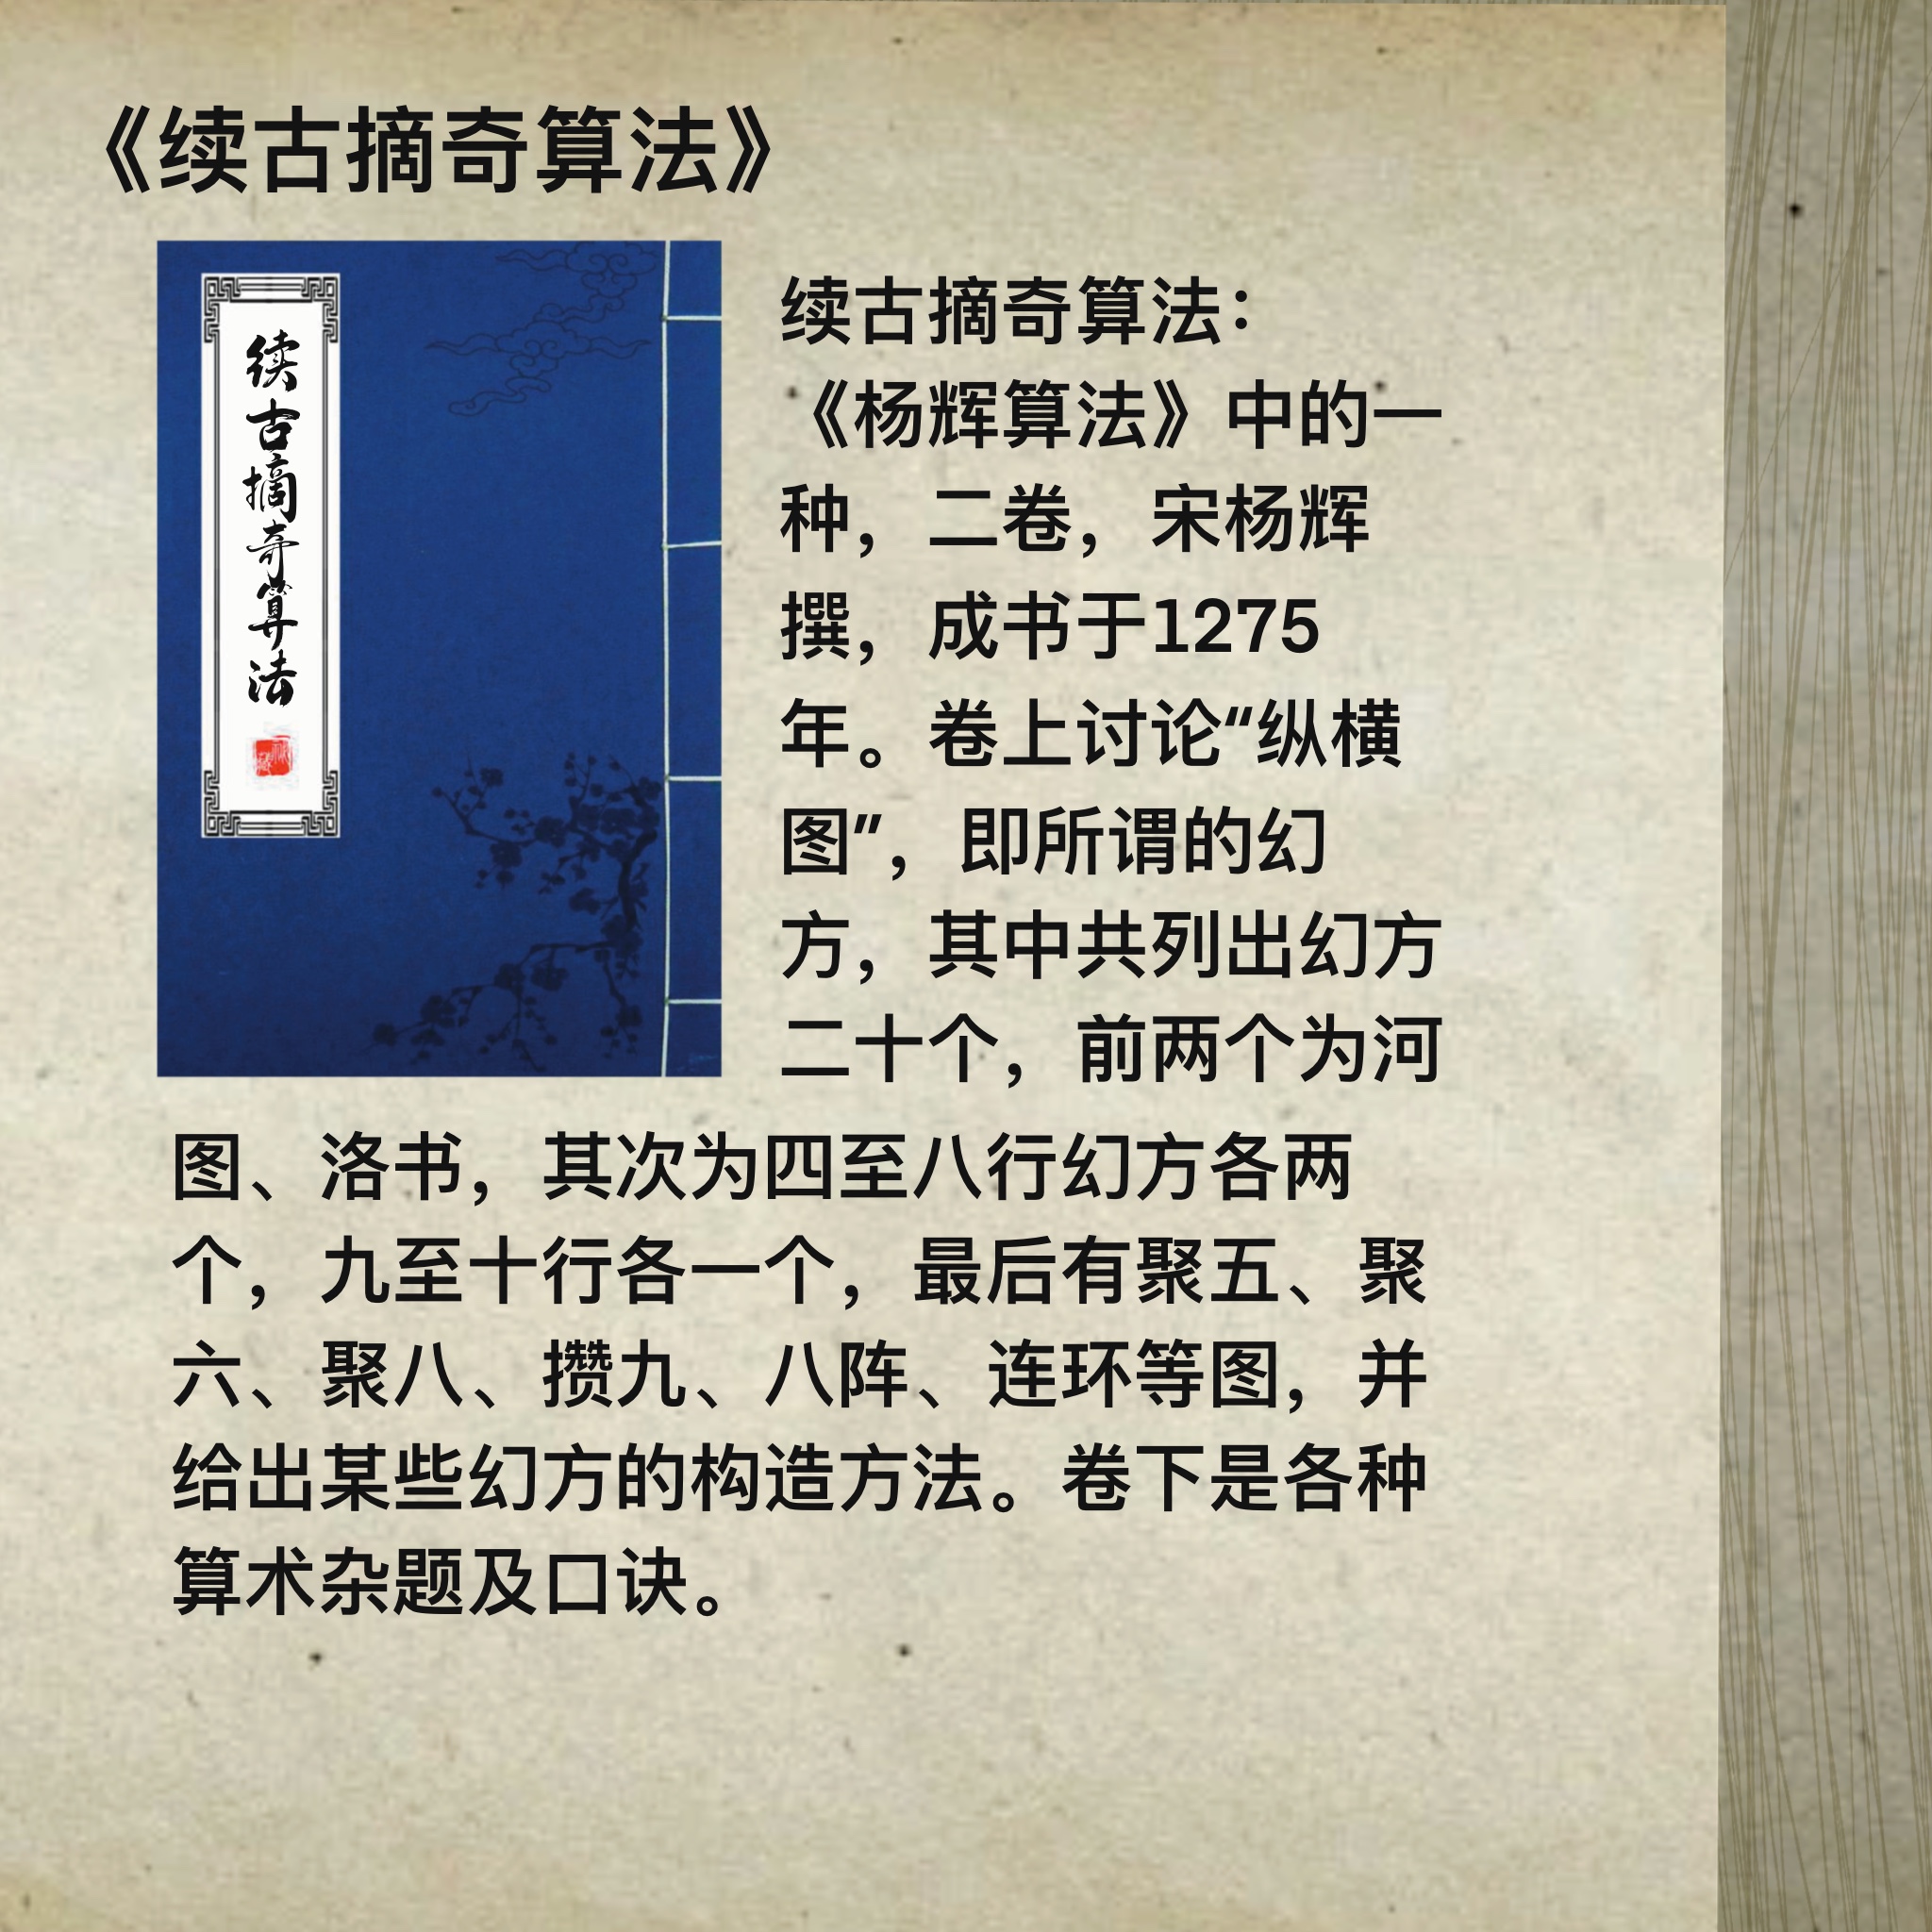 《续古摘奇算法》
续古摘奇算法
续古摘奇算法：
《杨辉算法》中的一
种，二卷，宋杨辉
撰，成书于1275
年。卷上讨论“纵横
图”，即所谓的幻
方，其中共列出幻方
二十个，前两个为河
图、洛书，其次为四至八行幻方各两
个，九至十行各一个，最后有聚五、聚
六、聚八、攒九、八阵、连环等图，并
给出某些幻方的构造方法。卷下是各种
算术杂题及口诀。